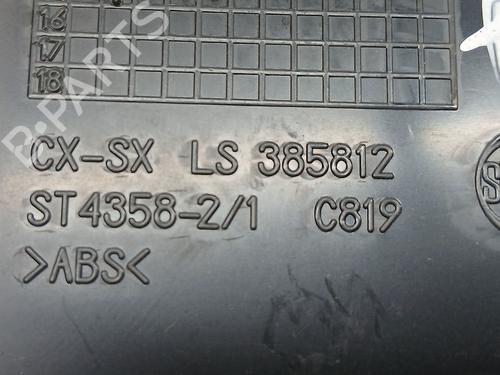 16
17
18
B-PARTS
CX-SX LS 385812
ST4358-2/1 C819
>ABS<